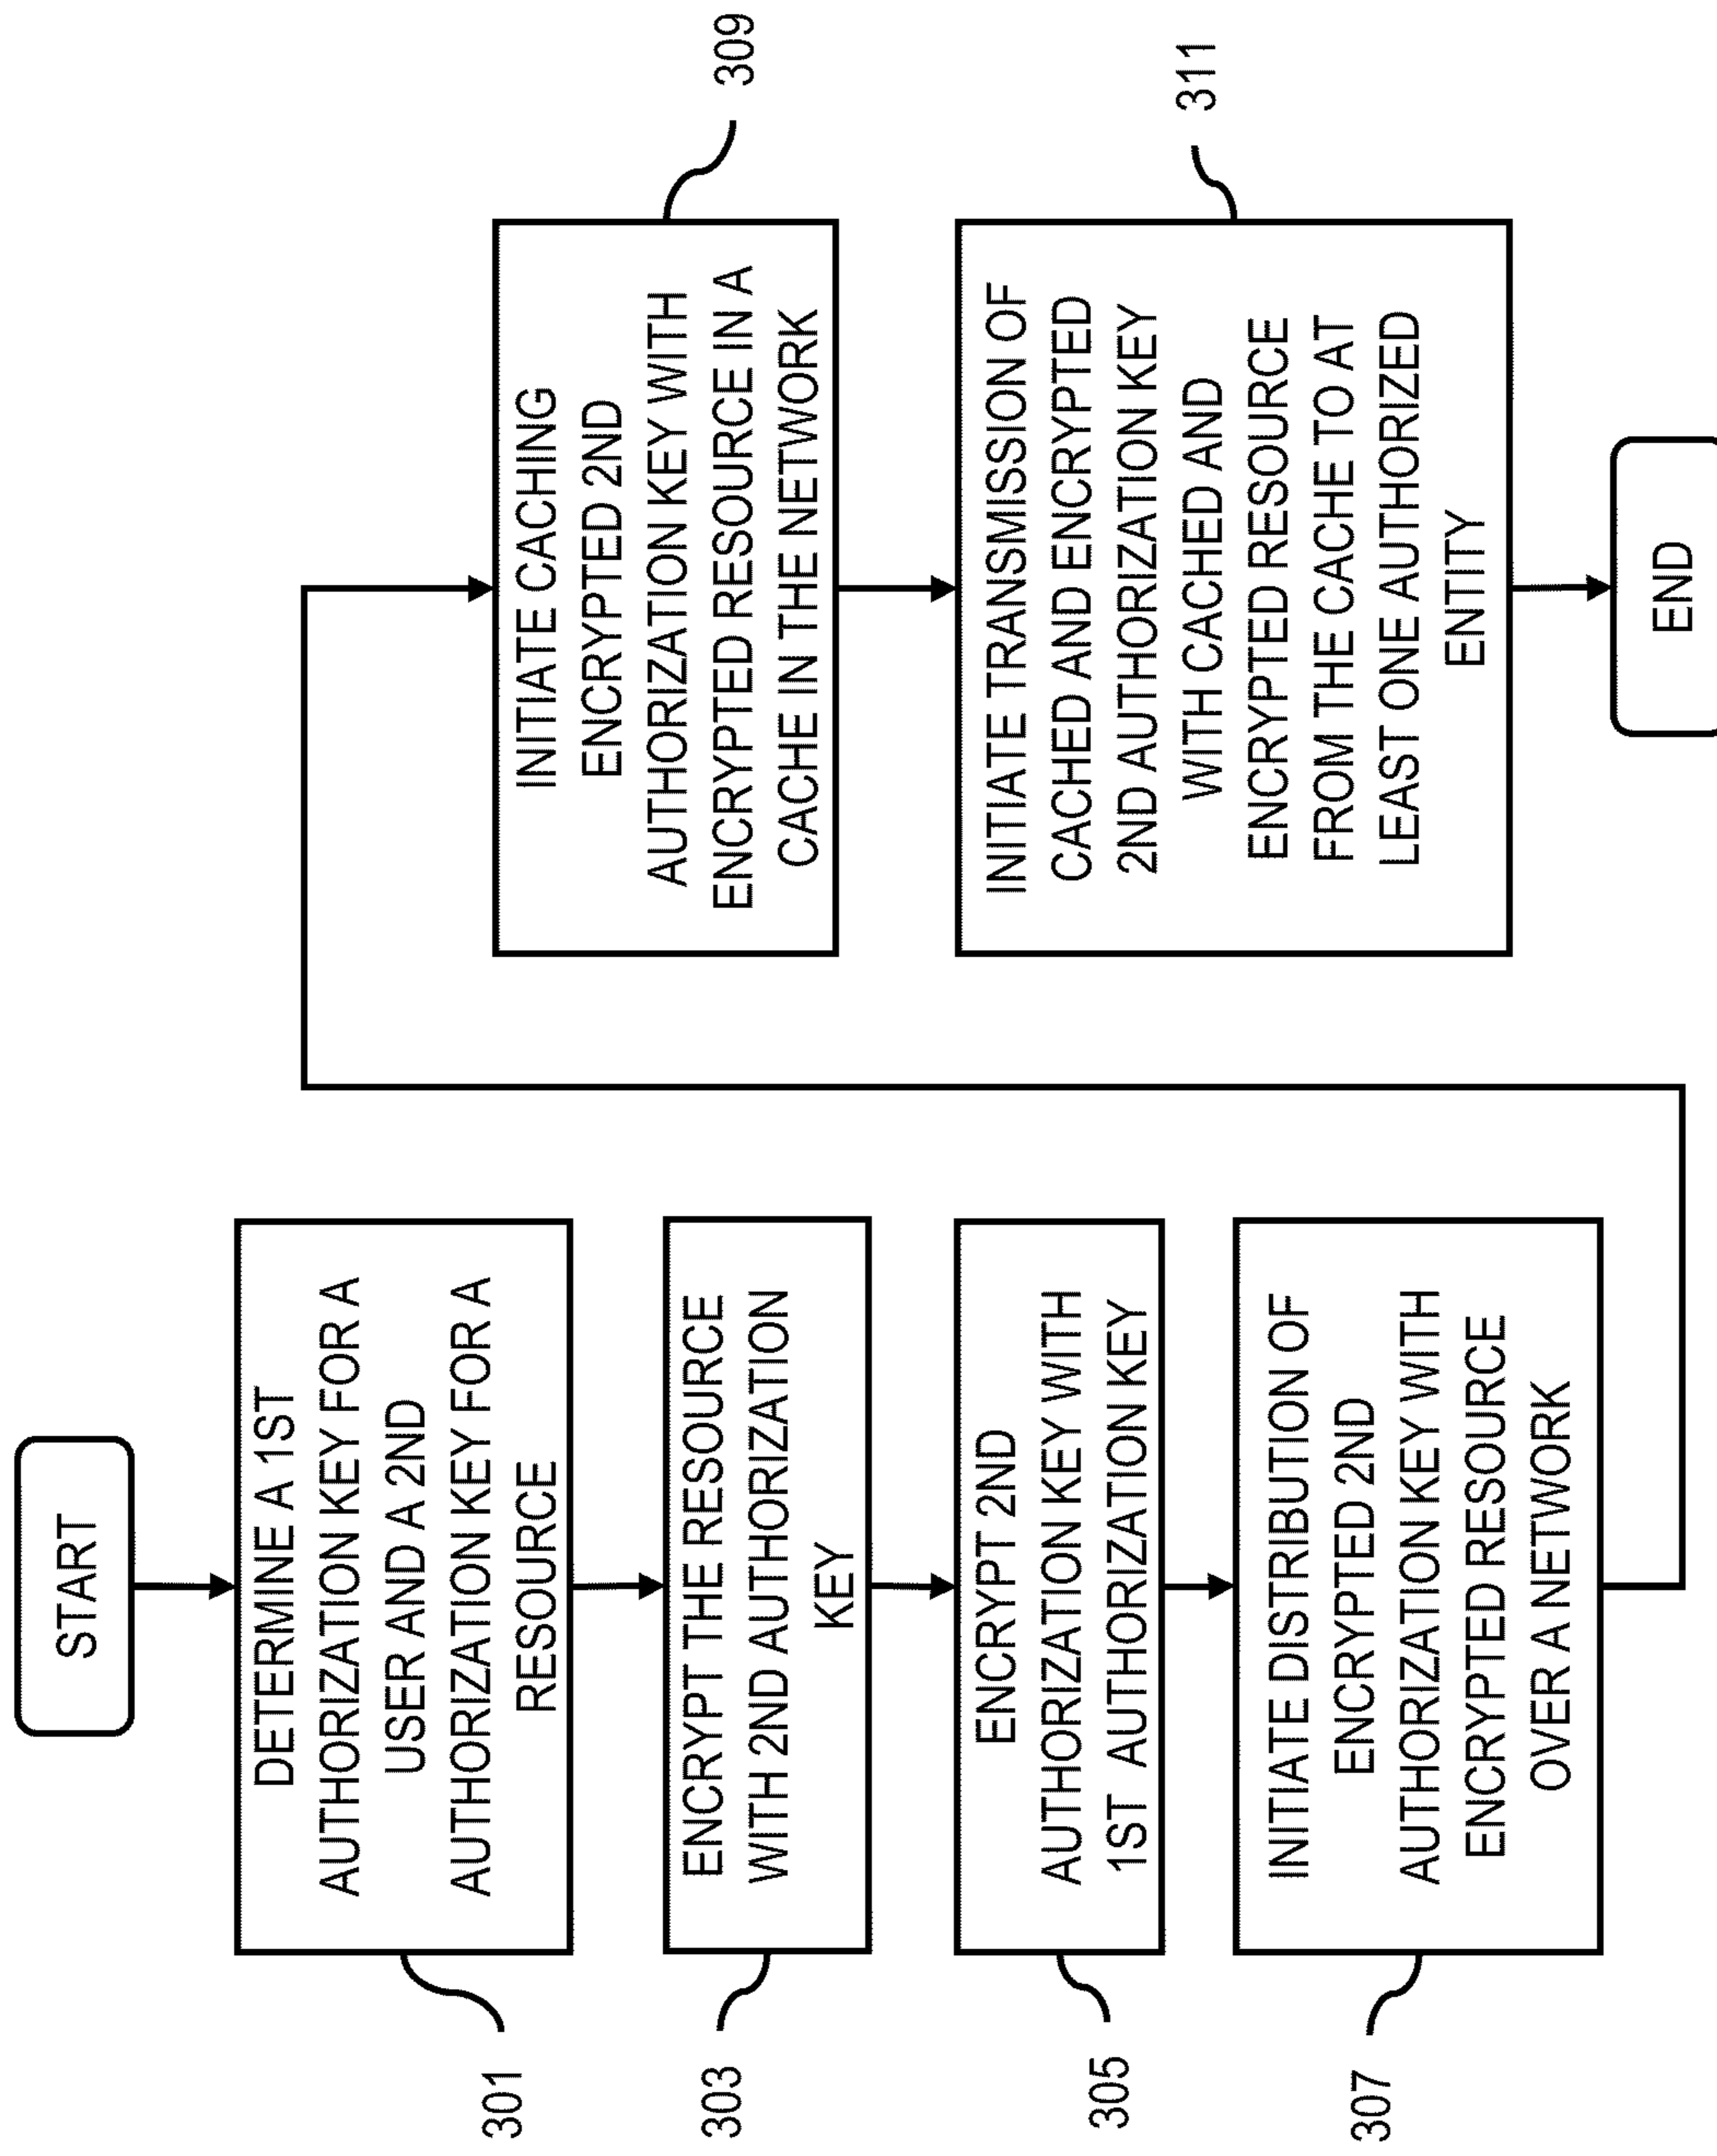 START
DETERMINE A 1ST
AUTHORIZATION KEY FOR A
USER AND A 2ND
AUTHORIZATION KEY FOR A
RESOURCE
301
ENCRYPT THE RESOURCE
WITH 2ND AUTHORIZATION
KEY
303
ENCRYPT 2ND
AUTHORIZATION KEY WITH
1ST AUTHORIZATION KEY
305
INITIATE DISTRIBUTION OF
ENCRYPTED 2ND
AUTHORIZATION KEY WITH
ENCRYPTED RESOURCE
OVER A NETWORK
307
INITIATE CACHING
ENCRYPTED 2ND
AUTHORIZATION KEY WITH
ENCRYPTED RESOURCE IN A
CACHE IN THE NETWORK
309
INITIATE TRANSMISSION OF
CACHED AND ENCRYPTED
2ND AUTHORIZATION KEY
WITH CACHED AND
ENCRYPTED RESOURCE
FROM THE CACHE TO AT
LEAST ONE AUTHORIZED
ENTITY
311
END